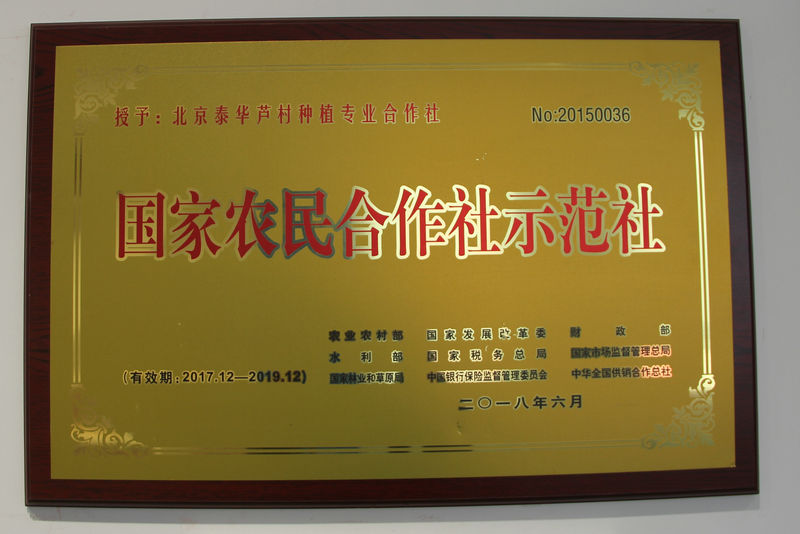 授予：北京泰华芦村种植专业合作社 No:20150036
国家农民合作社示范社
农业农村部 国家发展改革委 财政部
水利部 国家税务总局 国家市场监督管理总局
(有效期:2017.12—2019.12) 国家林业和草原局 中国银行保险监督管理委员会 中华全国供销合作总社
二〇一八年六月